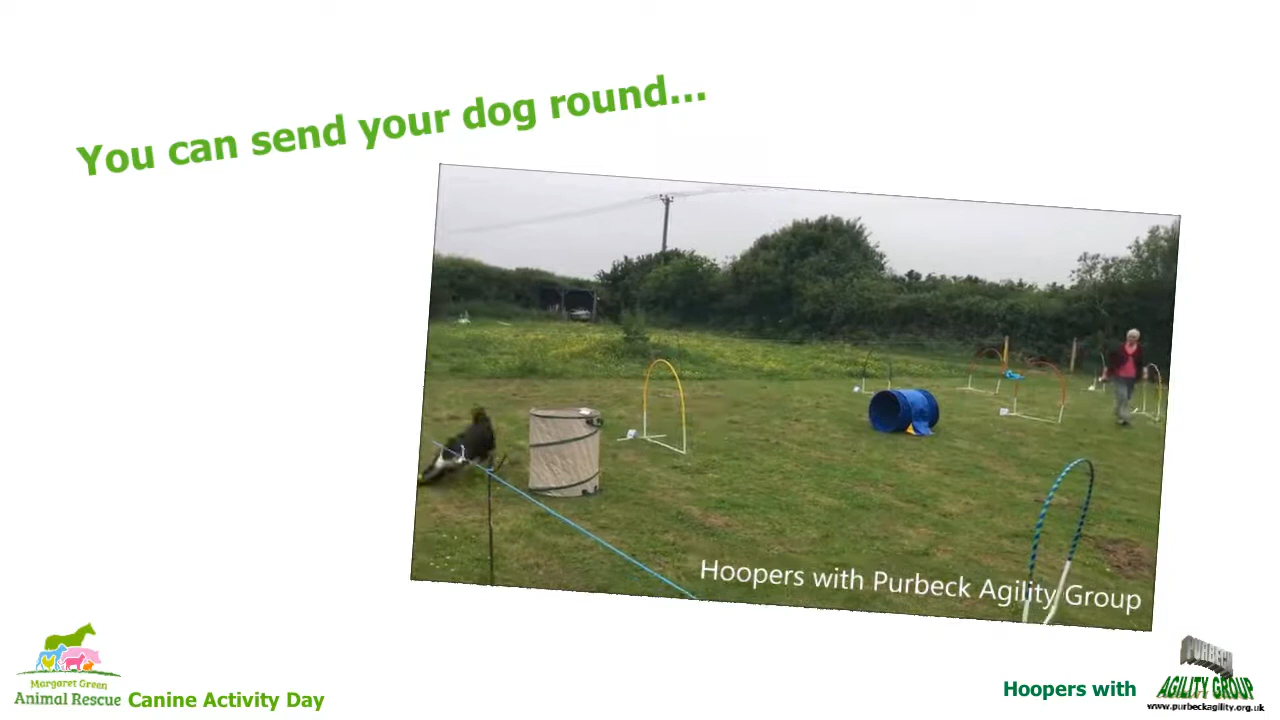 You can send your dog round...
Hoopers with Purbeck Agility Group
Margaret Green
Animal Rescue
Canine Activity Day
Hoopers with
PURBECK
AGILITY GROUP
www.purbeckagility.org.uk